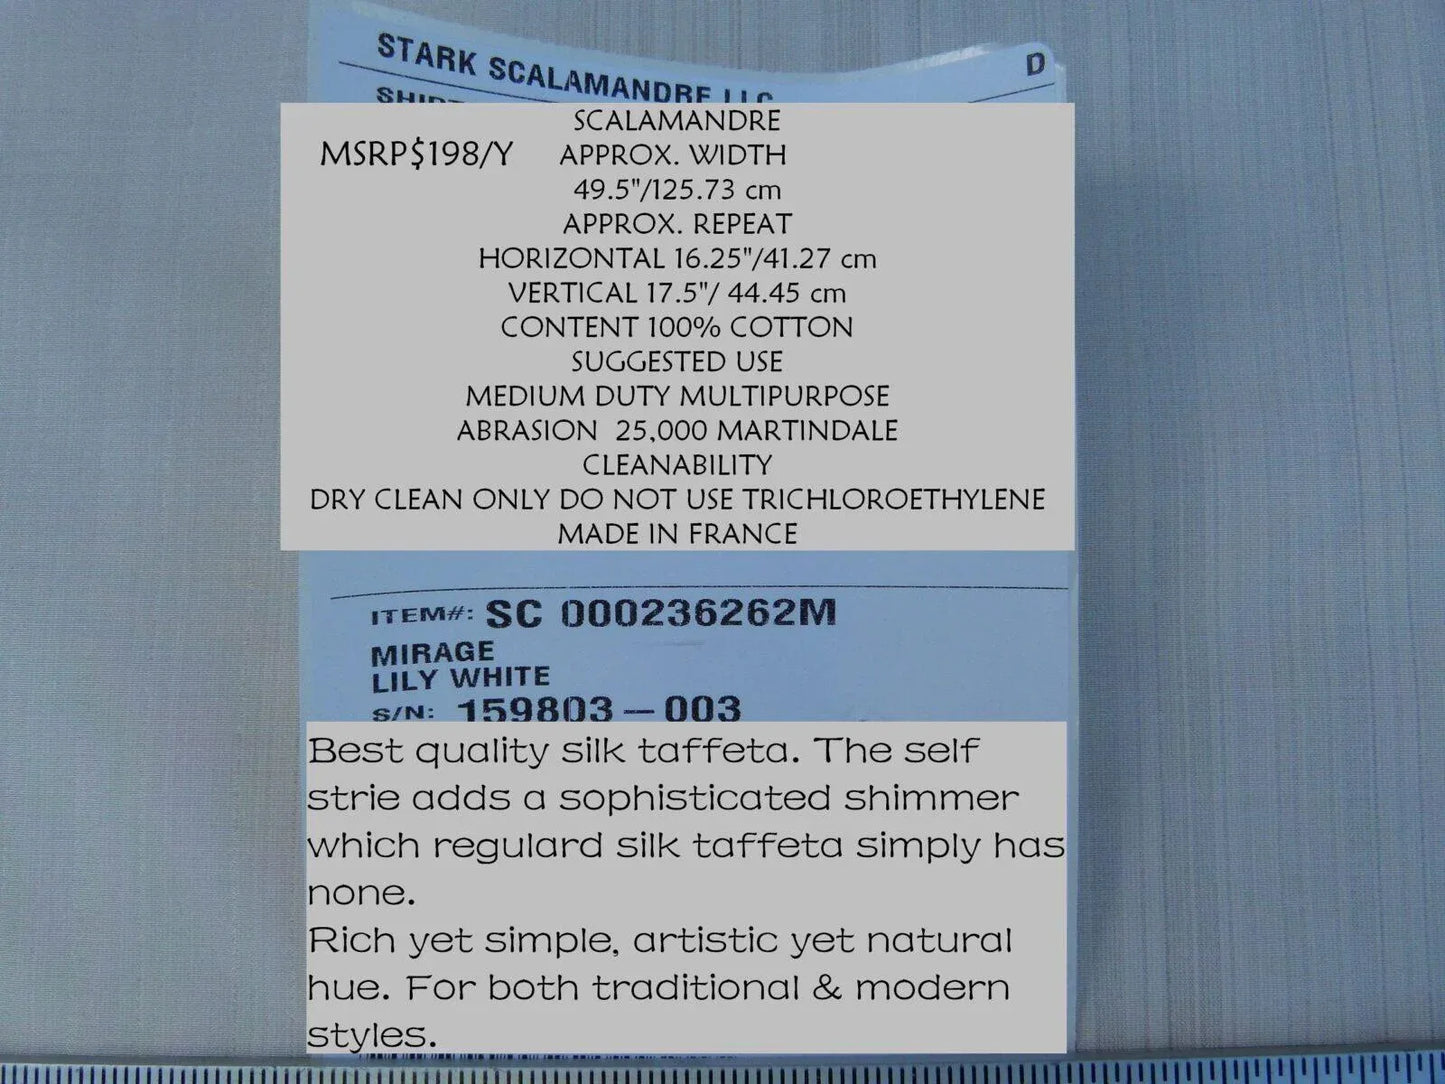 STARK SCALAMANDRE LLC
D
SCALAMANDRE
MSRP$198/Y
APPROX. WIDTH
49.5"/125.73 cm
APPROX. REPEAT
HORIZONTAL 16.25"/41.27 cm
VERTICAL 17.5"/ 44.45 cm
CONTENT 100% COTTON
SUGGESTED USE
MEDIUM DUTY MULTIPURPOSE
ABRASION 25,000 MARTINDALE
CLEANABILITY
DRY CLEAN ONLY DO NOT USE TRICHLOROETHYLENE
MADE IN FRANCE
ITEM#: SC 000236262M
MIRAGE
LILY WHITE
S/N: 159803-003
Best quality silk taffeta. The self
strie adds a sophisticated shimmer
which regulard silk taffeta simply has
none.
Rich yet simple, artistic yet natural
hue. For both traditional & modern
styles.